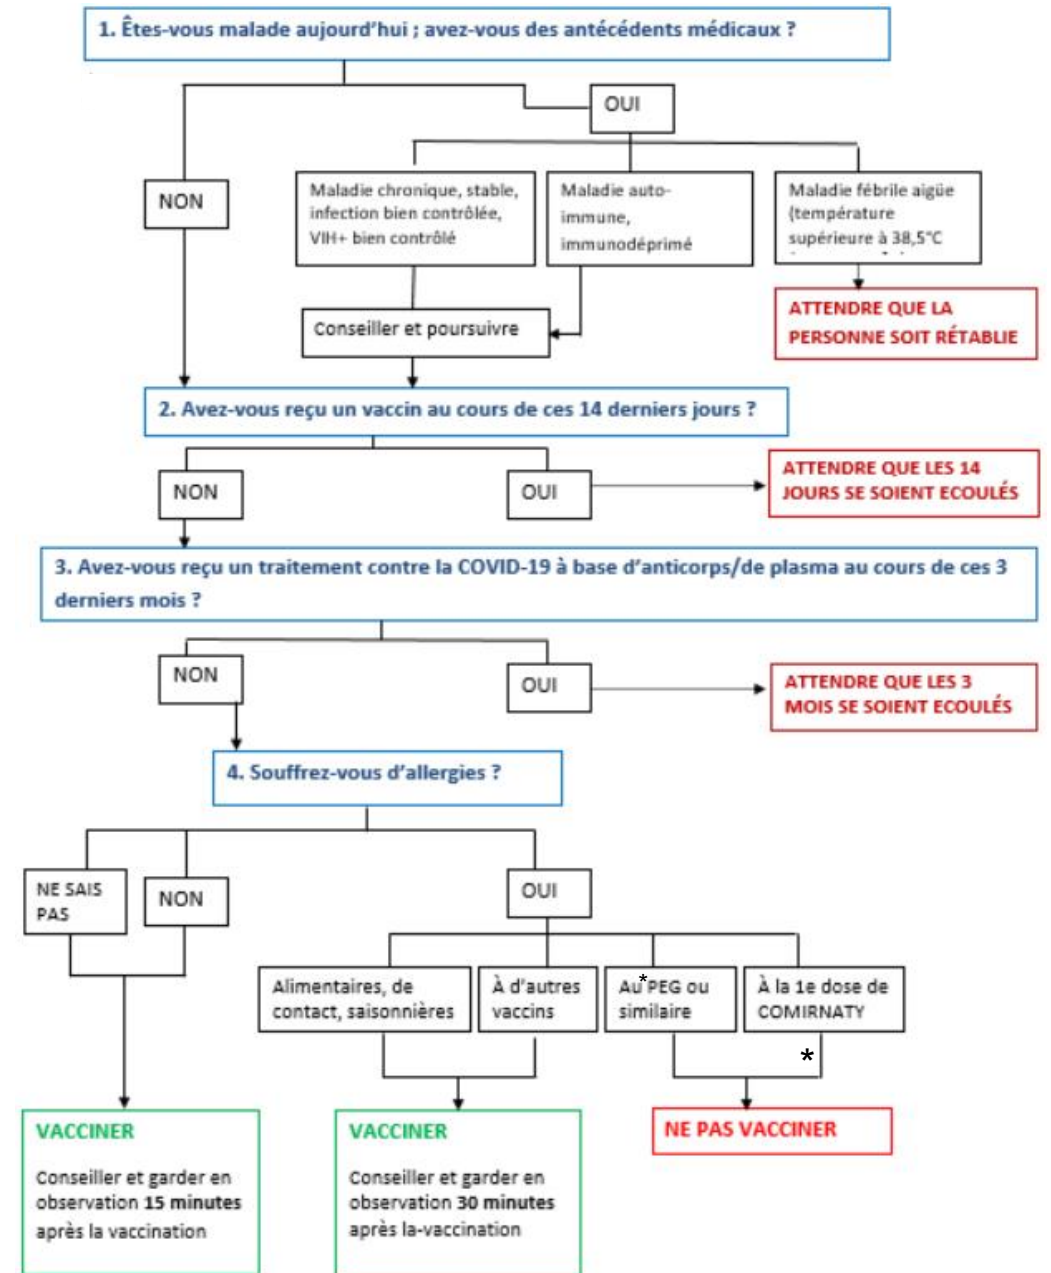 1. Êtes-vous malade aujourd'hui ; avez-vous des antécédents médicaux ?
OUI
NON
Maladie chronique, stable,
infection bien contrôlée,
VIH+ bien contrôlé
Maladie auto-
immune,
immunodéprimé
Maladie fébrile aigüe
(température
supérieure à 38,5°C
ATTENDRE QUE LA
PERSONNE SOIT RÉTABLIE
Conseiller et poursuivre
2. Avez-vous reçu un vaccin au cours de ces 14 derniers jours ?
NON
OUI
ATTENDRE QUE LES 14
JOURS SE SOIENT ECOULÉS
3. Avez-vous reçu un traitement contre la COVID-19 à base d'anticorps/de plasma au cours de ces 3
derniers mois ?
NON
OUI
ATTENDRE QUE LES 3
MOIS SE SOIENT ECOULÉS
4. Souffrez-vous d'allergies ?
NE SAIS
PAS
NON
OUI
Alimentaires, de
contact, saisonnières
À d'autres
vaccins
Au*PEG ou
similaire
À la 1e dose de
COMIRNATY
*
VACCINER
Conseiller et garder en
observation 15 minutes
après la vaccination
VACCINER
Conseiller et garder en
observation 30 minutes
après la-vaccination
NE PAS VACCINER